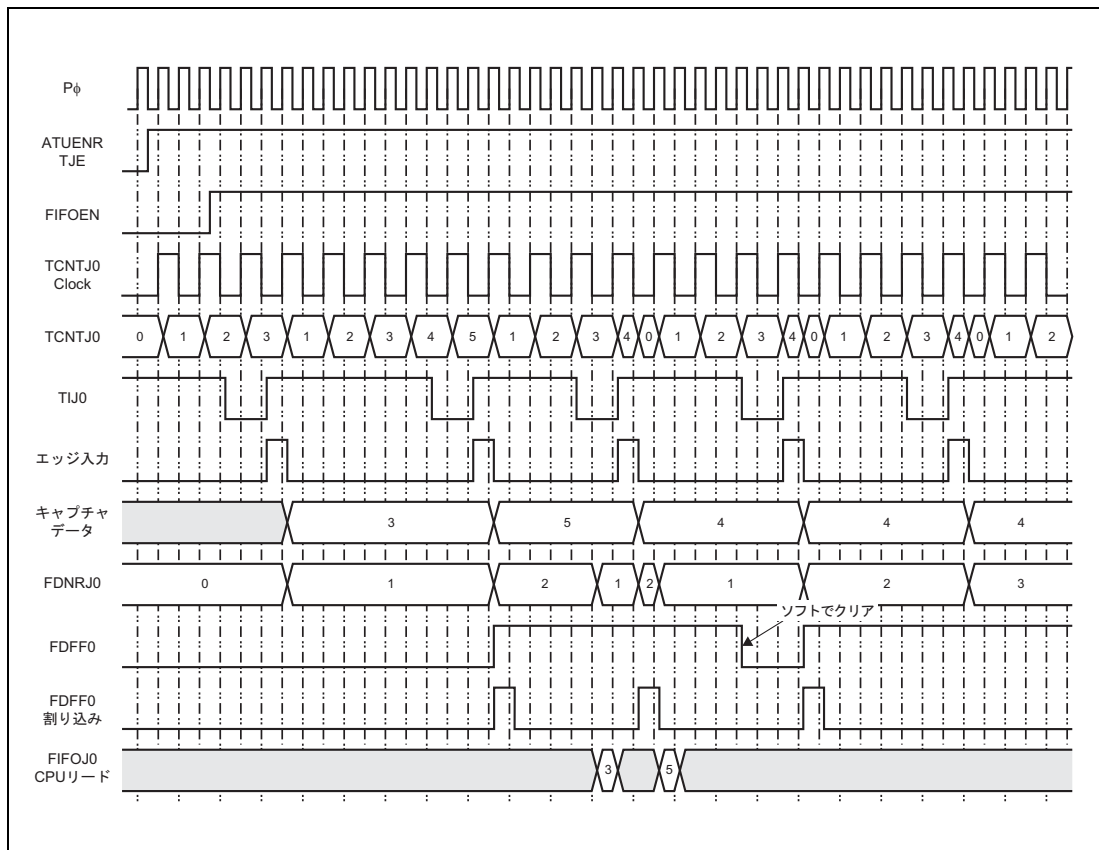 Pφ
ATUENR
TJE
FIFOEN
TCNTJ0
Clock
TCNTJ0 0 1 2 3 1 2 3 4 5 1 2 3 4 0 1 2 3 4 0 1 2 3 4 0 1 2
TIJ0
エッジ入力
キャプチャ
データ 3 5 4 4 4
FDNRJ0 0 1 2 1 2 1 2 3
ソフトでクリア
FDFF0
FDFF0
割り込み
FIFOJ0
CPUリード 3 5